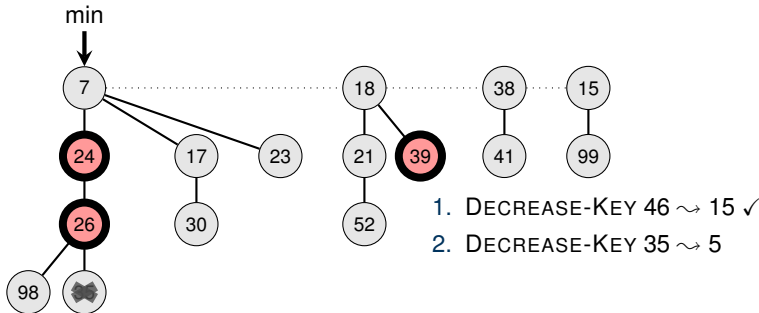 min
7 18 38 15
24 17 23 21 39 41 99
26 30 52
1. DECREASE-KEY 46 ⤳ 15 ✓
2. DECREASE-KEY 35 ⤳ 5
98